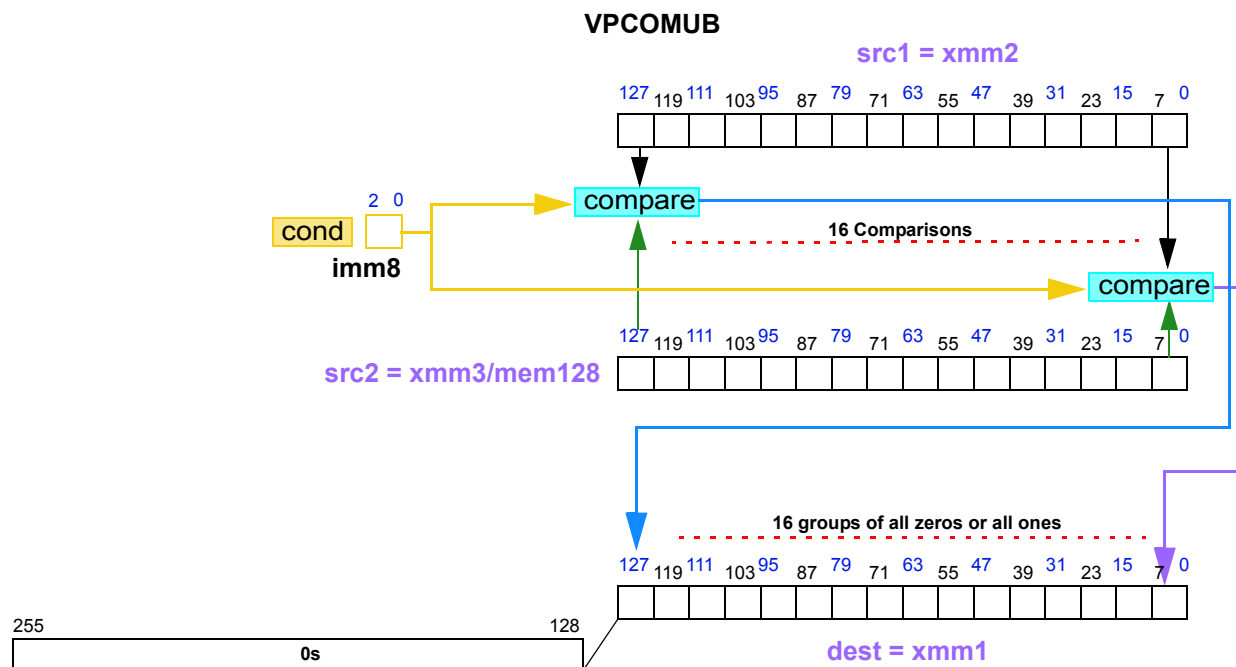 VPCOMUB
src1 = xmm2
127 119 111 103 95 87 79 71 63 55 47 39 31 23 15 7 0
compare
2 0
cond
16 Comparisons
imm8
compare
127 119 111 103 95 87 79 71 63 55 47 39 31 23 15 7 0
src2 = xmm3/mem128
16 groups of all zeros or all ones
127 119 111 103 95 87 79 71 63 55 47 39 31 23 15 7 0
255 128
0s
dest = xmm1